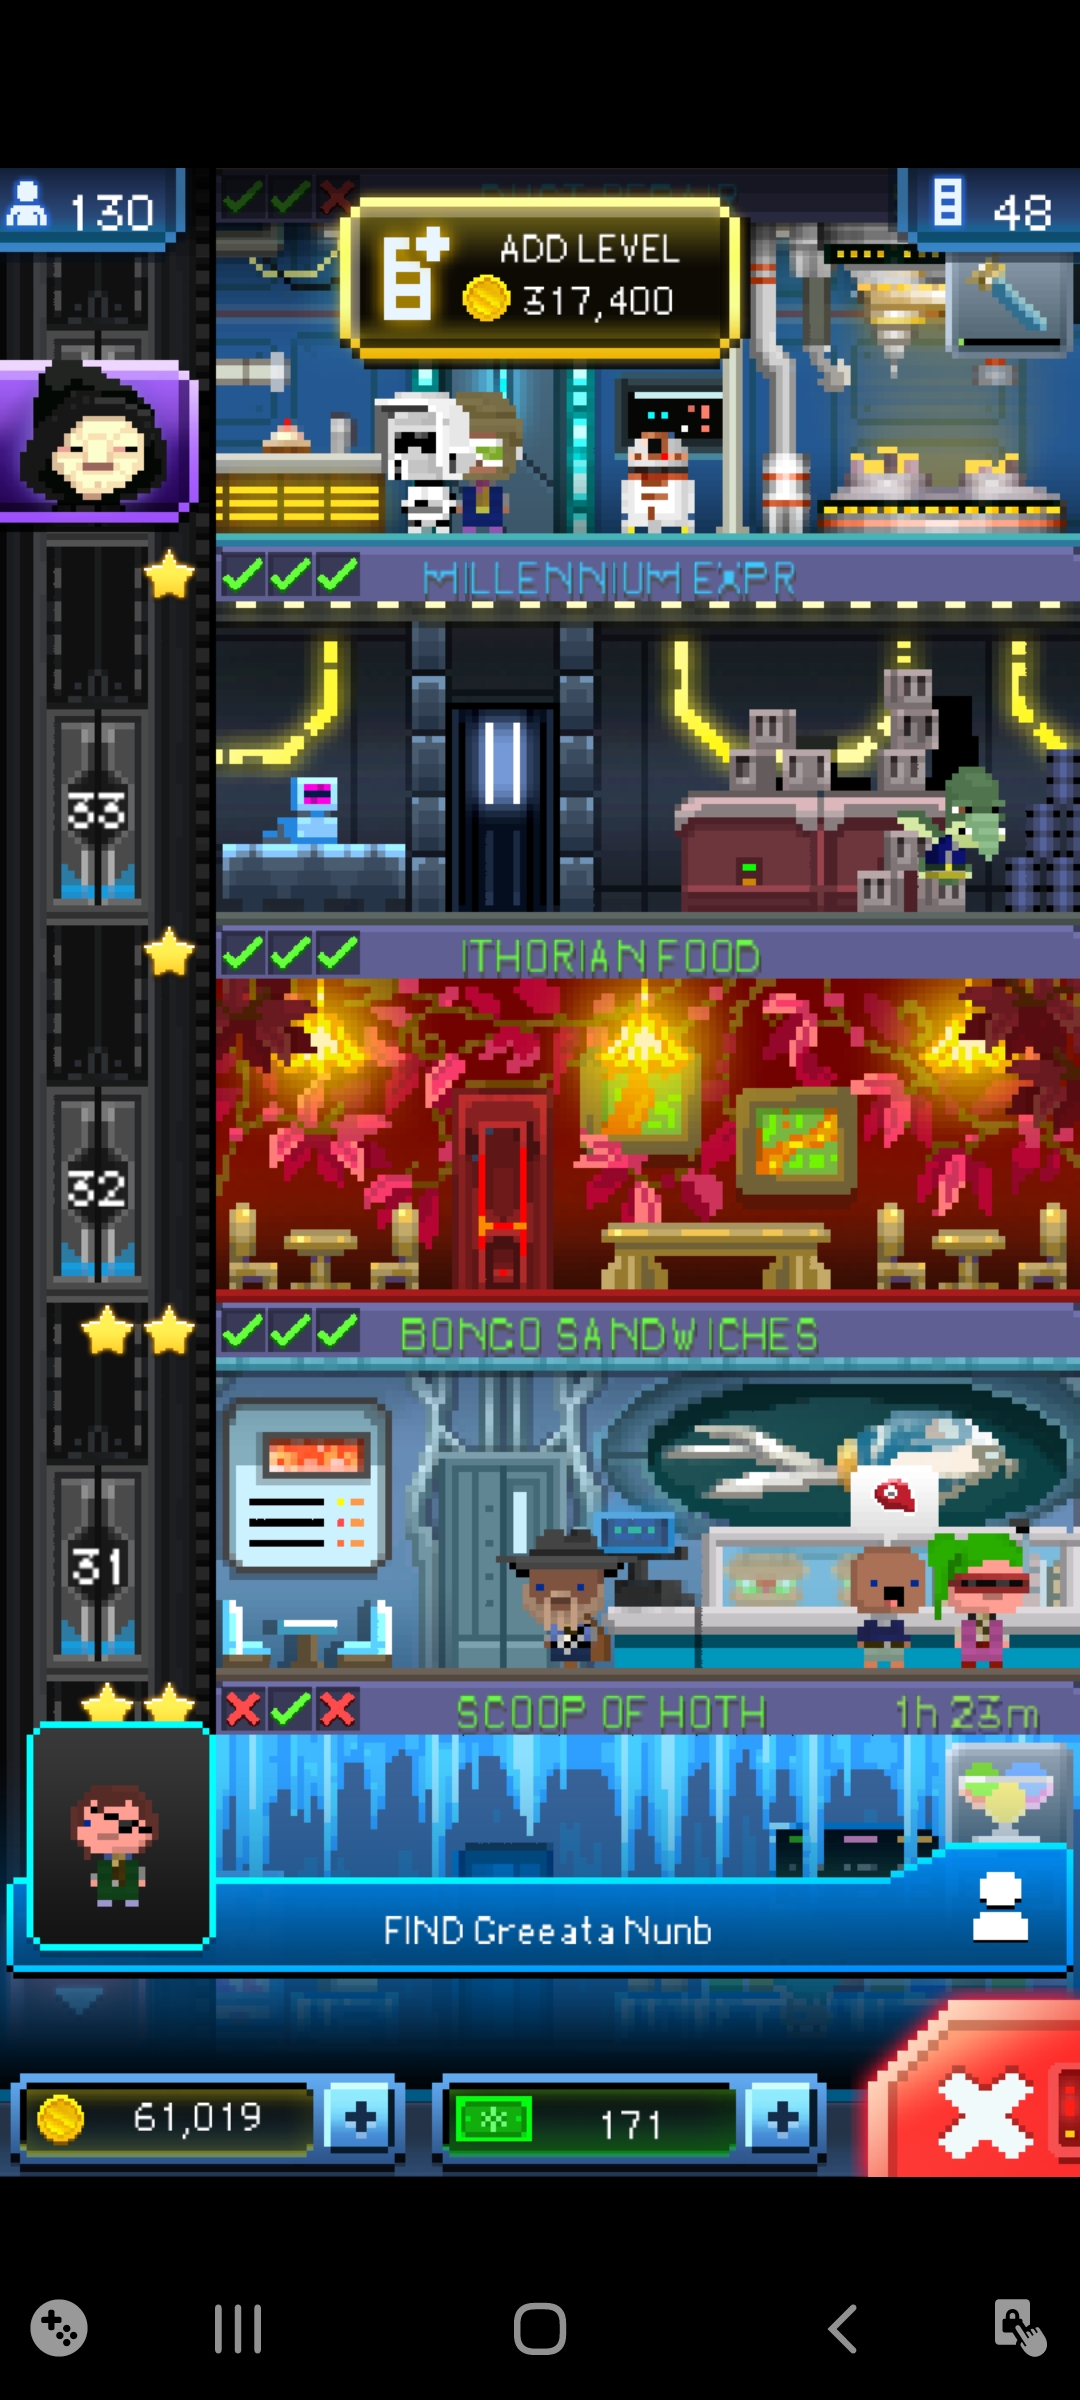 130
48
ADD LEVEL
317,400
MILLENNIUM EXPR
33
ITHORIAN FOOD
32
BONGO SANDWICHES
31
SCOOP OF HOTH 1h 23m
FIND Greeata Nunb
61,019
171